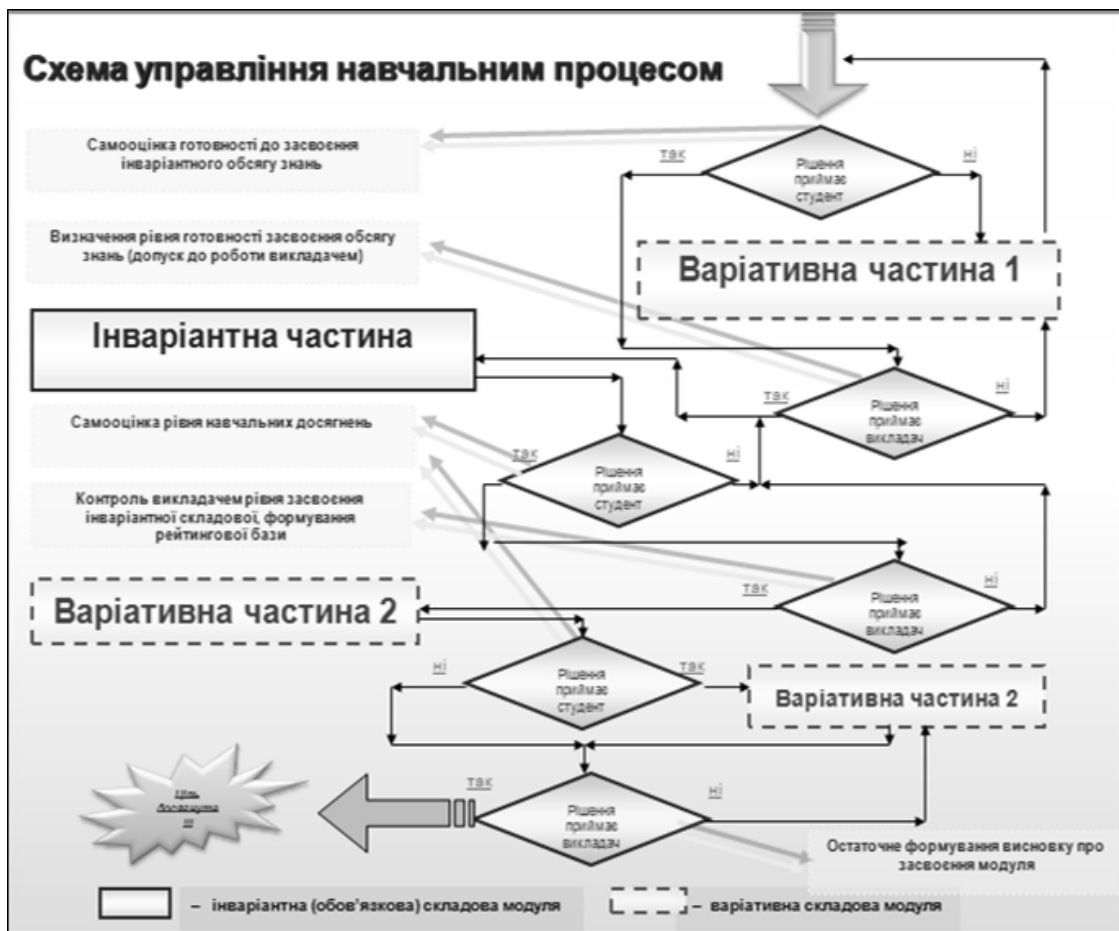 Схема управління навчальним процесом
Самооцінка готовності до засвоєння
інваріантного обсягу знань
так
ні
Рішення
приймає
студент
Визначення рівня готовності засвоєння обсягу
знань (допуск до роботи викладачем)
Варіативна частина 1
Інваріантна частина
так
ні
Рішення
приймає
викладач
Самооцінка рівня навчальних досягнень
так
ні
Рішення
приймає
студент
Контроль викладачем рівня засвоєння
інваріантної складової, формування
рейтингової бази
так
ні
Рішення
приймає
викладач
Варіативна частина 2
ні
так
Рішення
приймає
студент
Варіативна частина 2
Ціль
досягнута
!!!
так
ні
Рішення
приймає
викладач
Остаточне формування висновку про
засвоєння модуля
– інваріантна (обов’язкова) складова модуля
– варіативна складова модуля